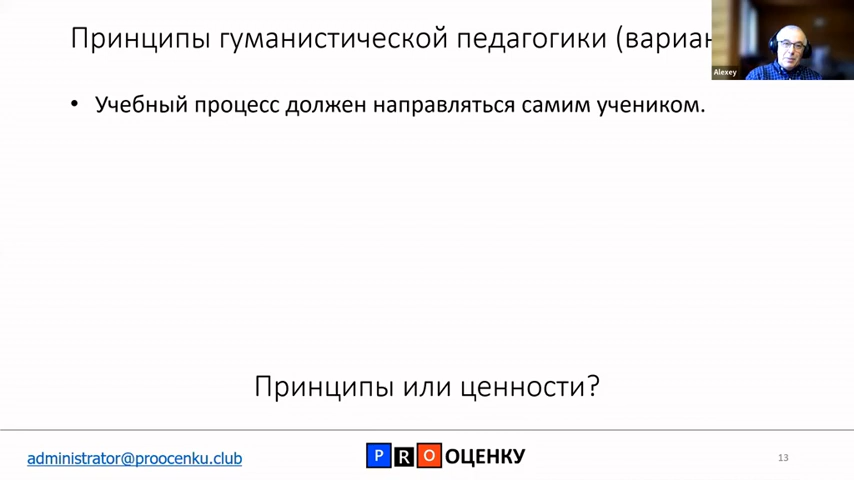 Принципы гуманистической педагогики (вариан
Alexey
• Учебный процесс должен направляться самим учеником.
Принципы или ценности?
administrator@proocenku.club
PRO ОЦЕНКУ
13